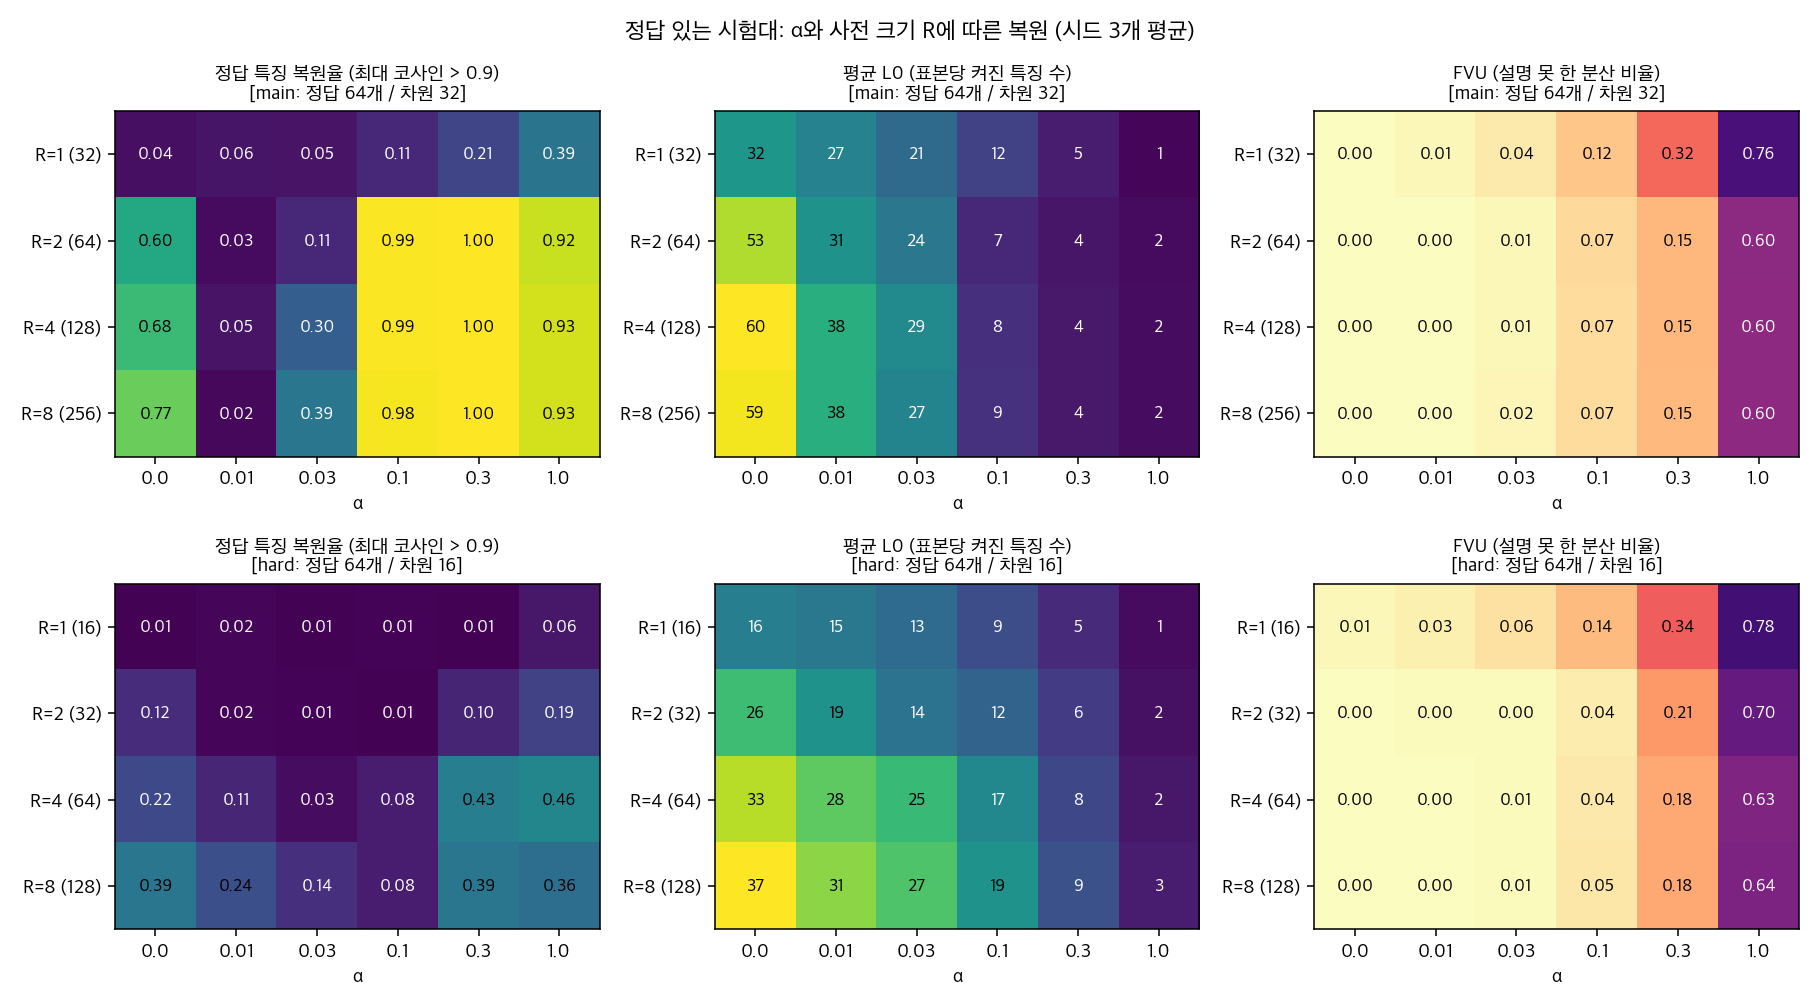 정답 있는 시험대: α와 사전 크기 R에 따른 복원 (시드 3개 평균)
정답 특징 복원율 (최대 코사인 > 0.9)
[main: 정답 64개 / 차원 32]
R=1 (32) 0.04 0.06 0.05 0.11 0.21 0.39
R=2 (64) 0.60 0.03 0.11 0.99 1.00 0.92
R=4 (128) 0.68 0.05 0.30 0.99 1.00 0.93
R=8 (256) 0.77 0.02 0.39 0.98 1.00 0.93
0.0 0.01 0.03 0.1 0.3 1.0
α
평균 L0 (표본당 켜진 특징 수)
[main: 정답 64개 / 차원 32]
R=1 (32) 32 27 21 12 5 1
R=2 (64) 53 31 24 7 4 2
R=4 (128) 60 38 29 8 4 2
R=8 (256) 59 38 27 9 4 2
0.0 0.01 0.03 0.1 0.3 1.0
α
FVU (설명 못 한 분산 비율)
[main: 정답 64개 / 차원 32]
R=1 (32) 0.00 0.01 0.04 0.12 0.32 0.76
R=2 (64) 0.00 0.00 0.01 0.07 0.15 0.60
R=4 (128) 0.00 0.00 0.01 0.07 0.15 0.60
R=8 (256) 0.00 0.00 0.02 0.07 0.15 0.60
0.0 0.01 0.03 0.1 0.3 1.0
α
정답 특징 복원율 (최대 코사인 > 0.9)
[hard: 정답 64개 / 차원 16]
R=1 (16) 0.01 0.02 0.01 0.01 0.01 0.06
R=2 (32) 0.12 0.02 0.01 0.01 0.10 0.19
R=4 (64) 0.22 0.11 0.03 0.08 0.43 0.46
R=8 (128) 0.39 0.24 0.14 0.08 0.39 0.36
0.0 0.01 0.03 0.1 0.3 1.0
α
평균 L0 (표본당 켜진 특징 수)
[hard: 정답 64개 / 차원 16]
R=1 (16) 16 15 13 9 5 1
R=2 (32) 26 19 14 12 6 2
R=4 (64) 33 28 25 17 8 2
R=8 (128) 37 31 27 19 9 3
0.0 0.01 0.03 0.1 0.3 1.0
α
FVU (설명 못 한 분산 비율)
[hard: 정답 64개 / 차원 16]
R=1 (16) 0.01 0.03 0.06 0.14 0.34 0.78
R=2 (32) 0.00 0.00 0.00 0.04 0.21 0.70
R=4 (64) 0.00 0.00 0.01 0.04 0.18 0.63
R=8 (128) 0.00 0.00 0.01 0.05 0.18 0.64
0.0 0.01 0.03 0.1 0.3 1.0
α